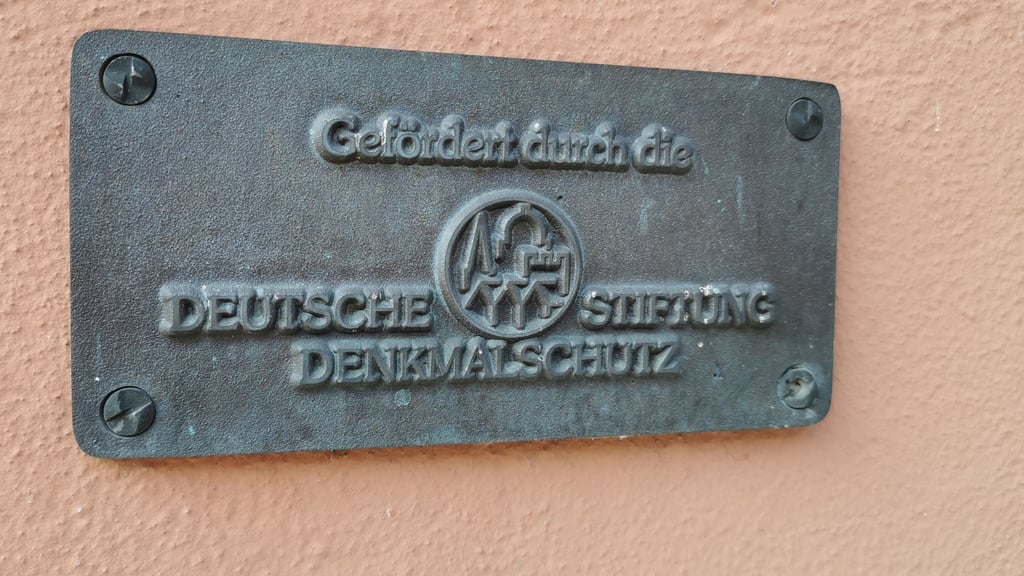 Gefördert durch die
DEUTSCHE STIFTUNG
DENKMALSCHUTZ